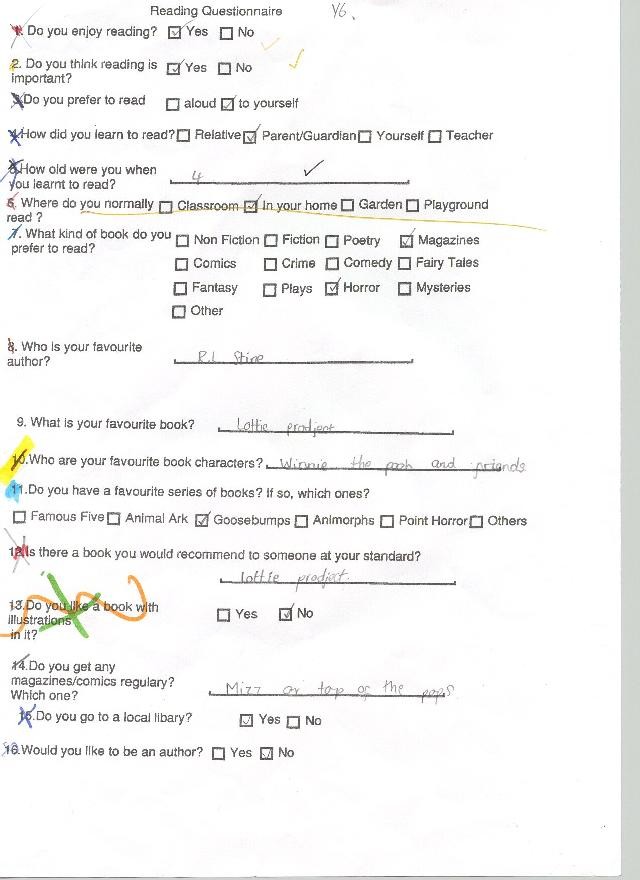 Reading Questionnaire Y6.
1. Do you enjoy reading? Yes No
2. Do you think reading is Yes No
important?
3. Do you prefer to read aloud to yourself
4. How did you learn to read? Relative Parent/Guardian Yourself Teacher
5. How old were you when 4
you learnt to read?
6. Where do you normally Classroom In your home Garden Playground
read ?
7. What kind of book do you Non Fiction Fiction Poetry Magazines
prefer to read?
Comics Crime Comedy Fairy Tales
Fantasy Plays Horror Mysteries
Other
8. Who is your favourite R.L Stine
author?
9. What is your favourite book? Lottie prodject
10. Who are your favourite book characters? Winnie the pooh and friends
11. Do you have a favourite series of books? If so, which ones?
Famous Five Animal Ark Goosebumps Animorphs Point Horror Others
12. Is there a book you would recommend to someone at your standard?
Lottie prodject.
13. Do you like a book with Yes No
illustrations
in it?
14. Do you get any
magazines/comics regulary?
Which one? Mizz or top of the pops
15. Do you go to a local libary? Yes No
16. Would you like to be an author? Yes No